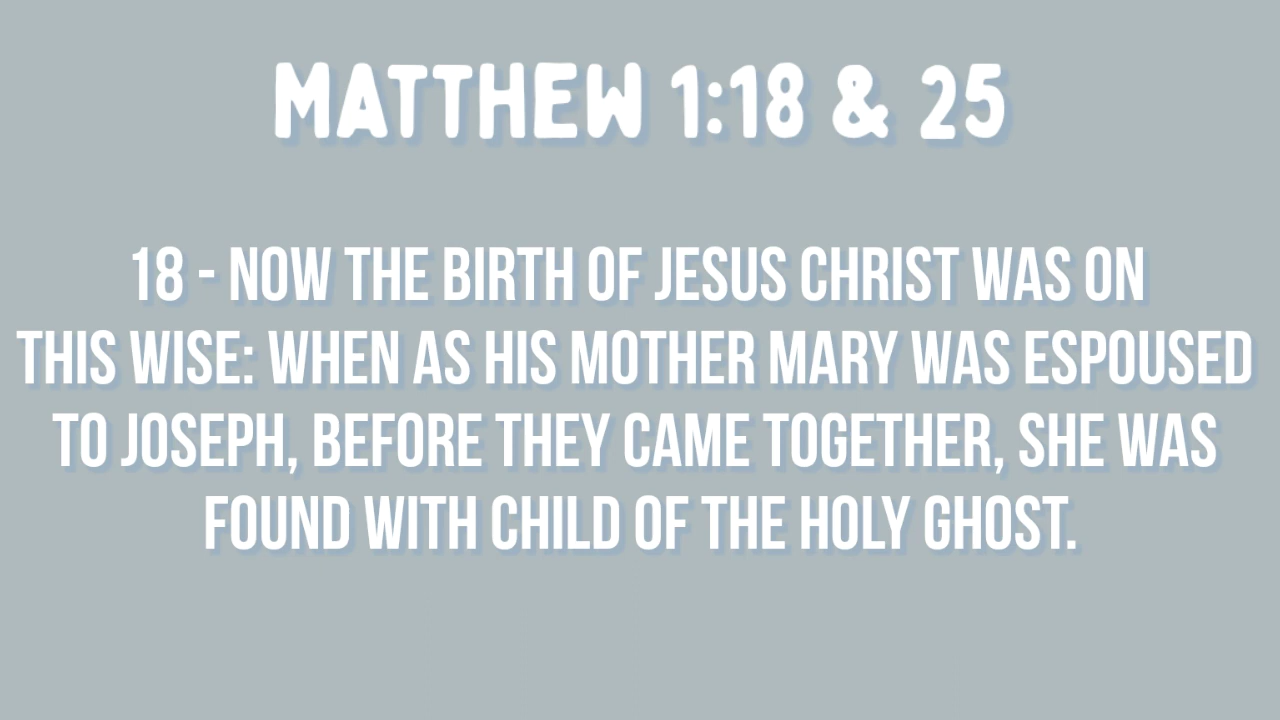 MATTHEW 1:18 & 25
18 - NOW THE BIRTH OF JESUS CHRIST WAS ON
THIS WISE: WHEN AS HIS MOTHER MARY WAS ESPOUSED
TO JOSEPH, BEFORE THEY CAME TOGETHER, SHE WAS
FOUND WITH CHILD OF THE HOLY GHOST.